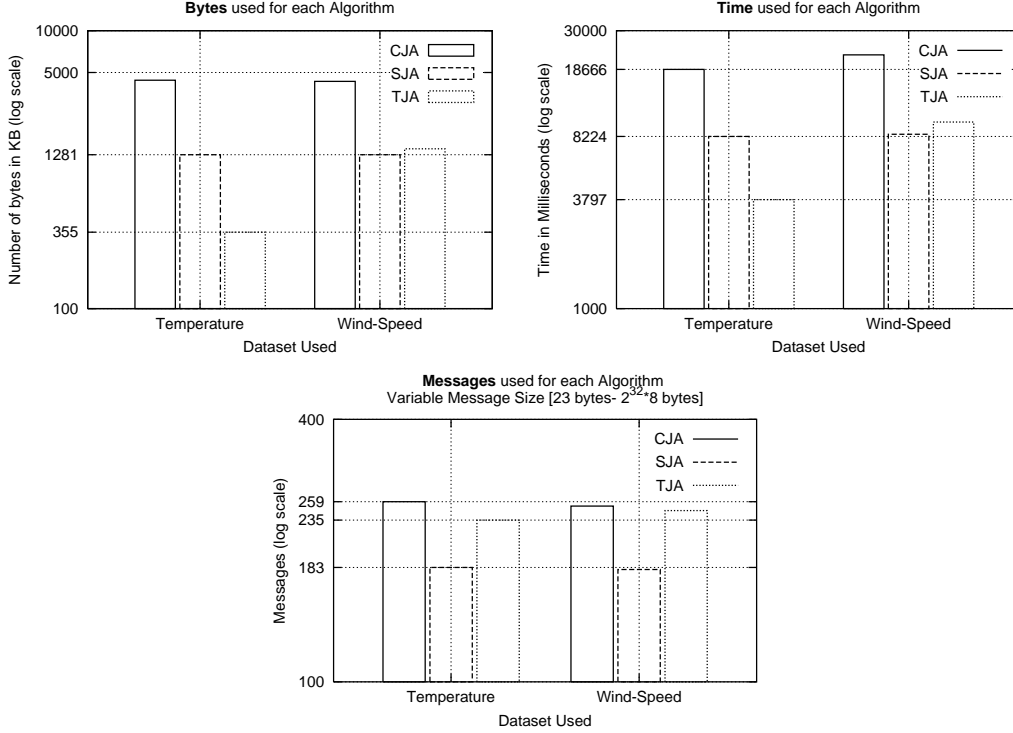 Bytes used for each Algorithm
Number of bytes in KB (log scale)
10000
5000
1281
355
100
CJA
SJA
TJA
Temperature
Wind-Speed
Dataset Used
Time used for each Algorithm
Time in Milliseconds (log scale)
30000
18666
8224
3797
1000
CJA
SJA
TJA
Temperature
Wind-Speed
Dataset Used
Messages used for each Algorithm
Variable Message Size [23 bytes- 2^32*8 bytes]
Messages (log scale)
400
259
235
183
100
CJA
SJA
TJA
Temperature
Wind-Speed
Dataset Used